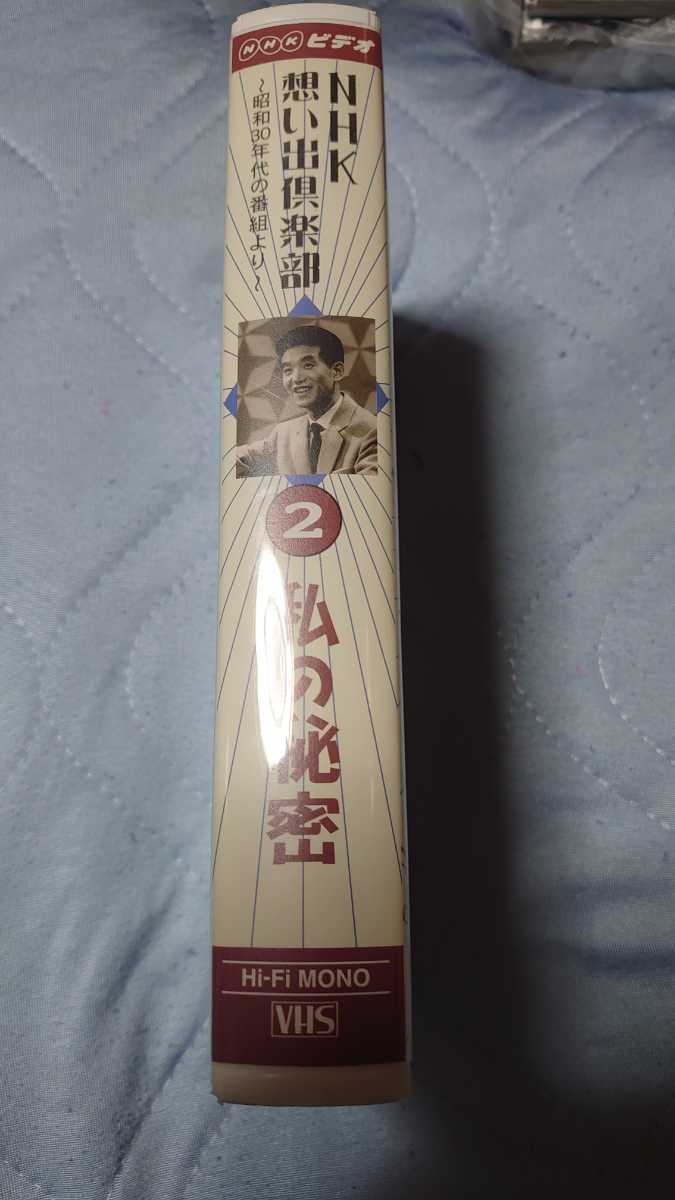 NHKビデオ
NHK
想い出倶楽部
〜昭和30年代の番組より〜
2
私の秘密
Hi-Fi MONO
VHS